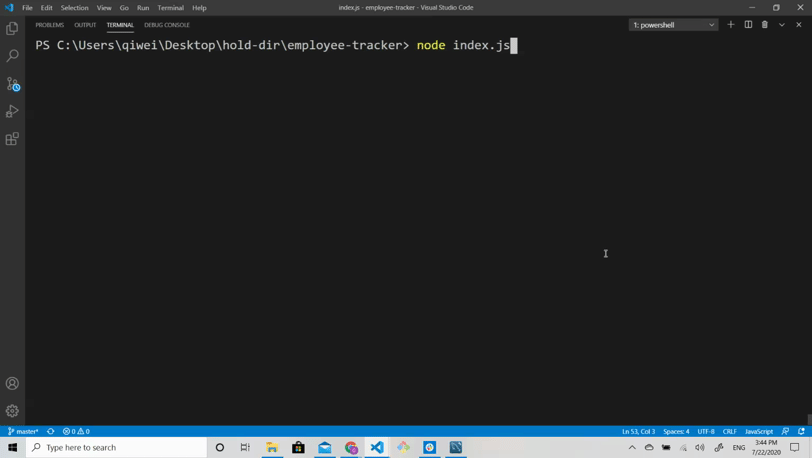 File Edit Selection View Go Run Terminal Help
index.js - employee-tracker - Visual Studio Code
PROBLEMS OUTPUT TERMINAL DEBUG CONSOLE
1: powershell
PS C:\Users\qiwei\Desktop\hold-dir\employee-tracker> node index.js
master* 0 0
Ln 53, Col 3 Spaces: 4 UTF-8 CRLF JavaScript
Type here to search
ENG
3:44 PM
7/22/2020